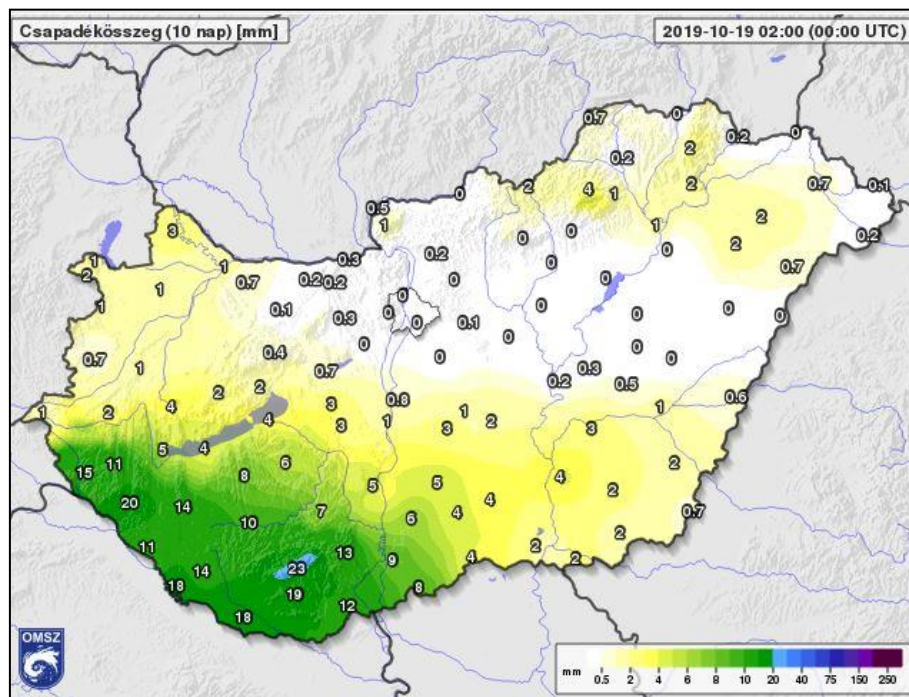 Csapadékösszeg (10 nap) [mm]
2019-10-19 02:00 (00:00 UTC)
0.7 0
0.2 0
0.2 2
2 4 1 2 0.7 0.1
0 0.5
1 3
0 0 1 2 0.2
0.3 0.2 0 0 2
1 1 0.7
2 0.7 0.2 0.2 0 0
1 1 0
0.1 0.3 0 0 0.1 0 0 0 0
0.7 1 0.4 0 0 0 0
0.7 0.2 0.3 0.5
2 2 0.8 0.6
1 2 4 4 3 3 1 1 2 1
3 3
5 4 6 2
15 11 8 5 5 4 2
20 14 10 7 6 4 4 0.7
11 13 9 4 2 2 2
18 14 23 19 8
18 12
OMSZ
mm 0.5 2 4 6 8 10 20 40 75 150 250